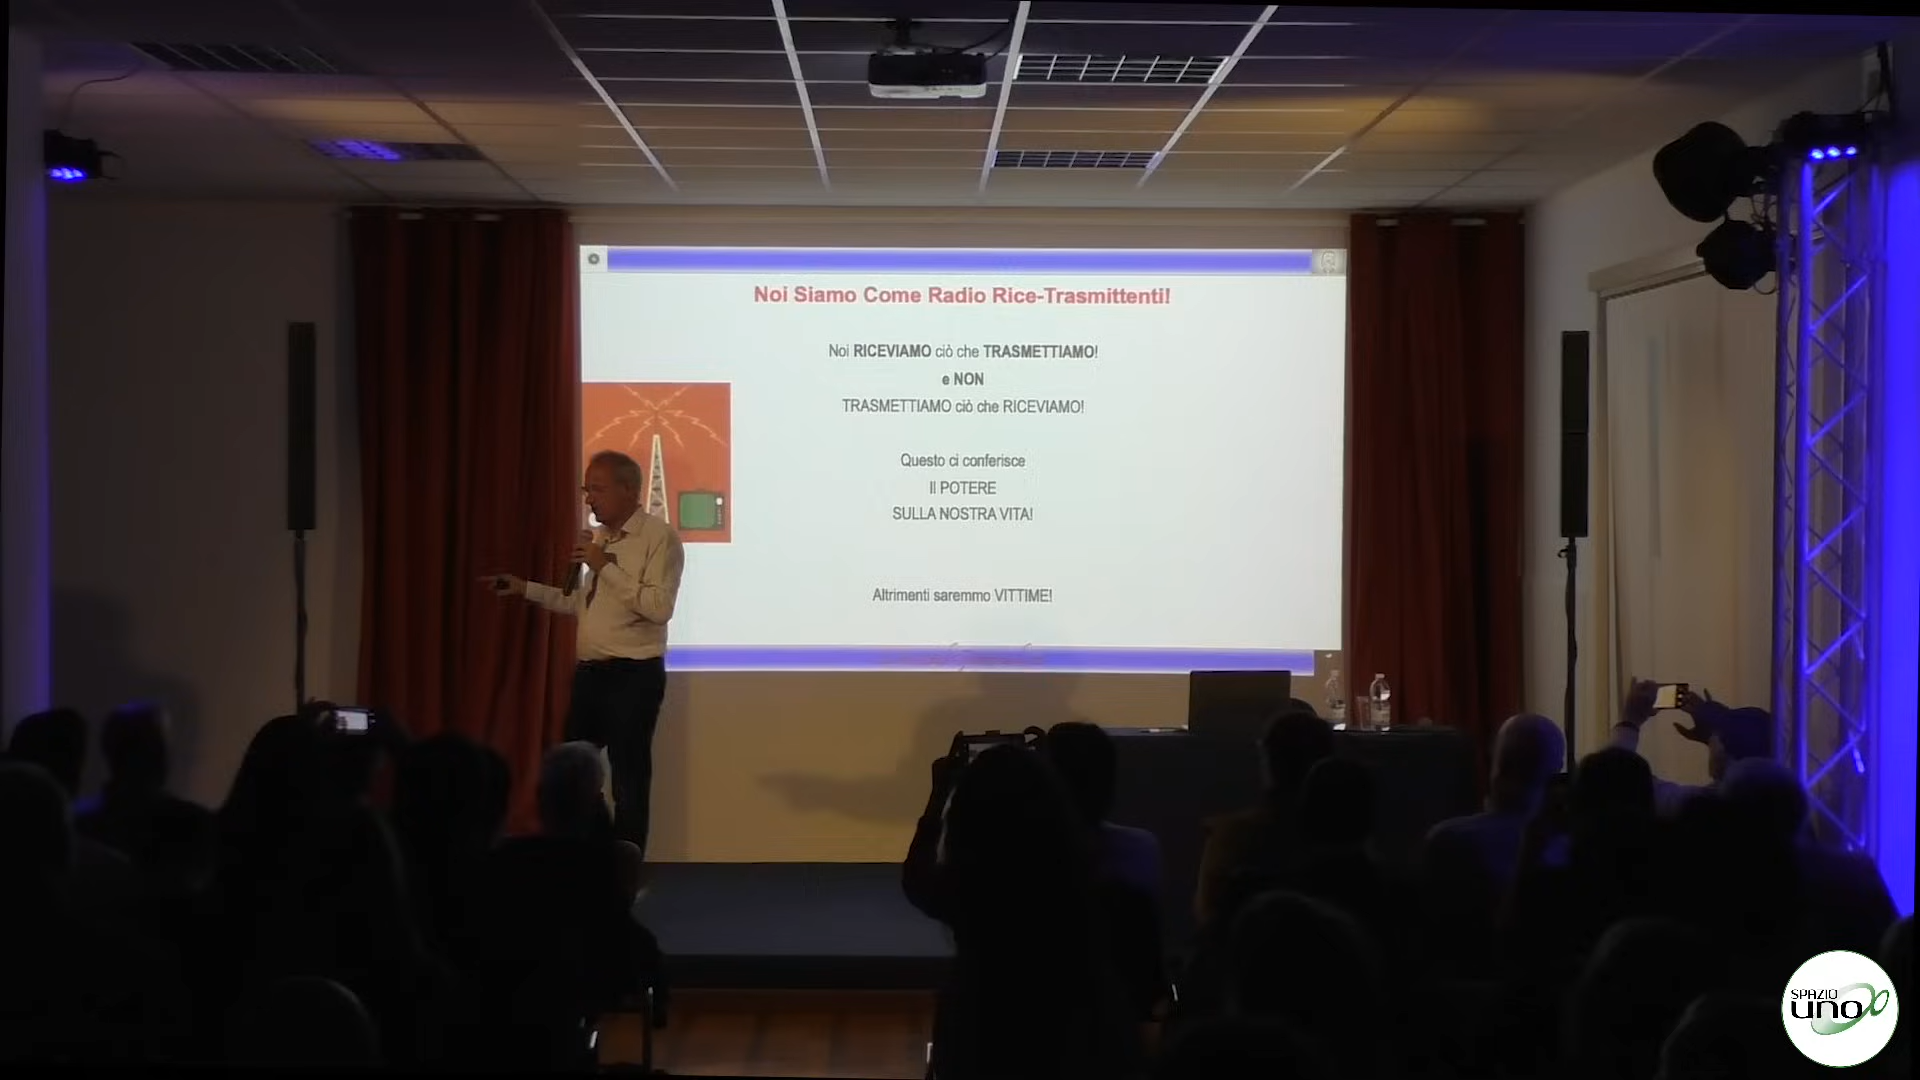 Noi Siamo Come Radio Rice-Trasmittenti!
Noi RICEVIAMO ciò che TRASMETTIAMO!
e NON
TRASMETTIAMO ciò che RICEVIAMO!
Questo ci conferisce
Il POTERE
SULLA NOSTRA VITA!
Altrimenti saremmo VITTIME!
SPAZIO
uno